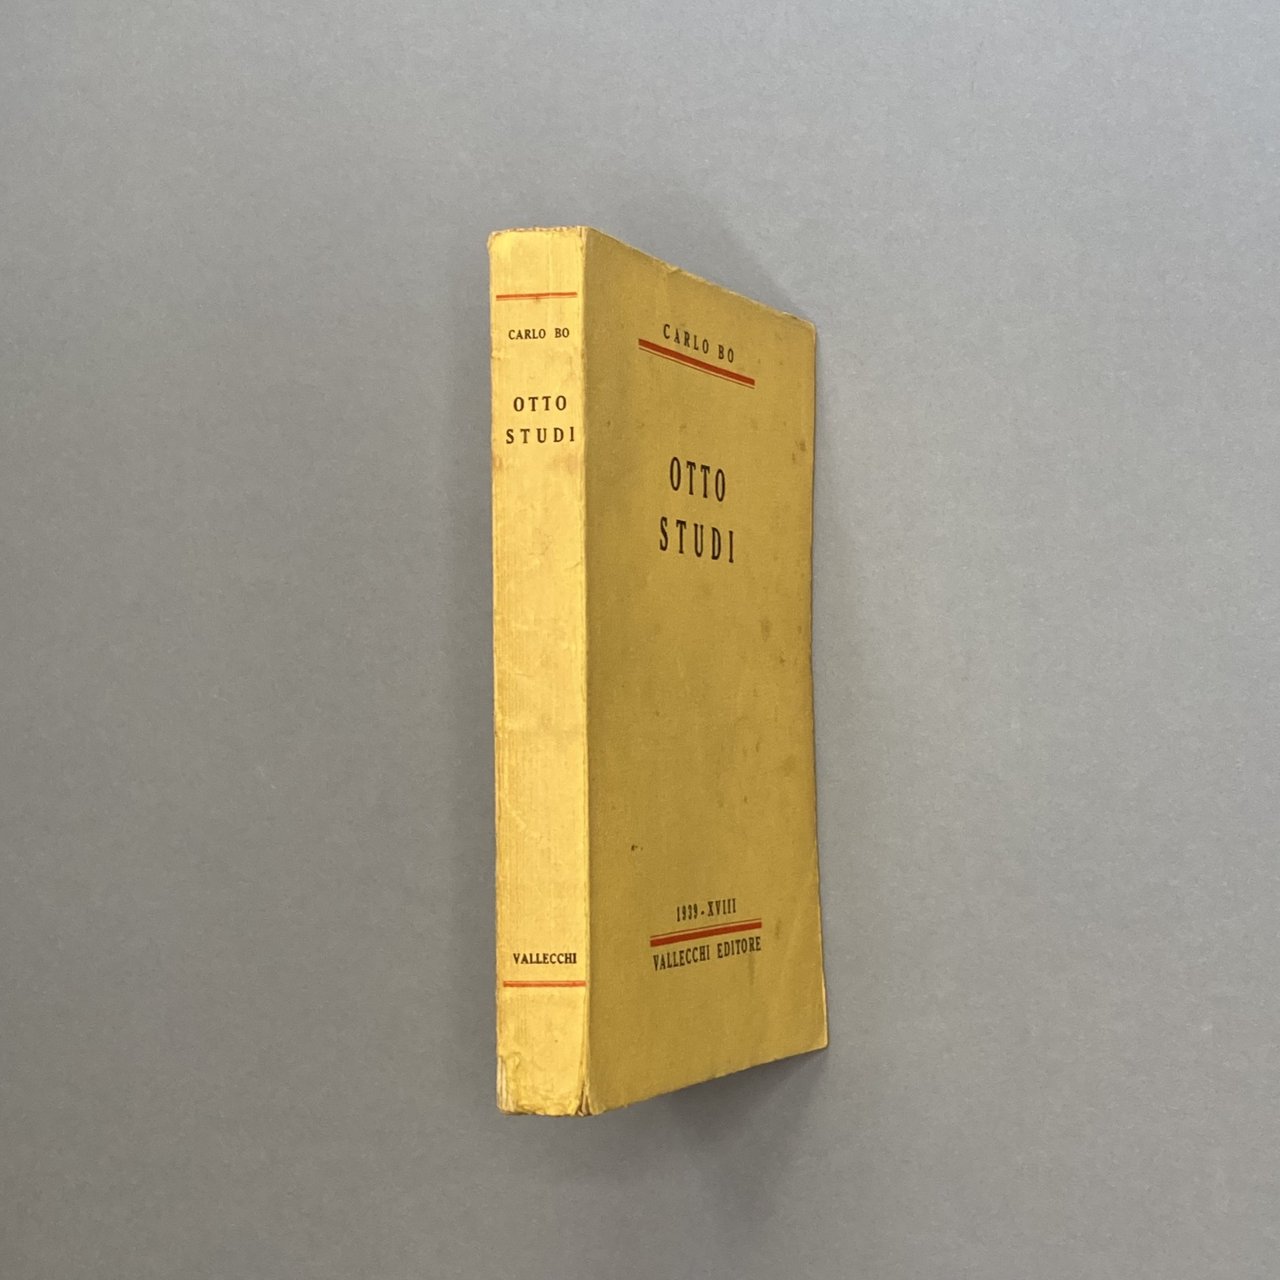 CARLO BO
OTTO
STUDI
VALLECCHI
CARLO BO
OTTO
STUDI
1939-XVIII
VALLECCHI EDITORE